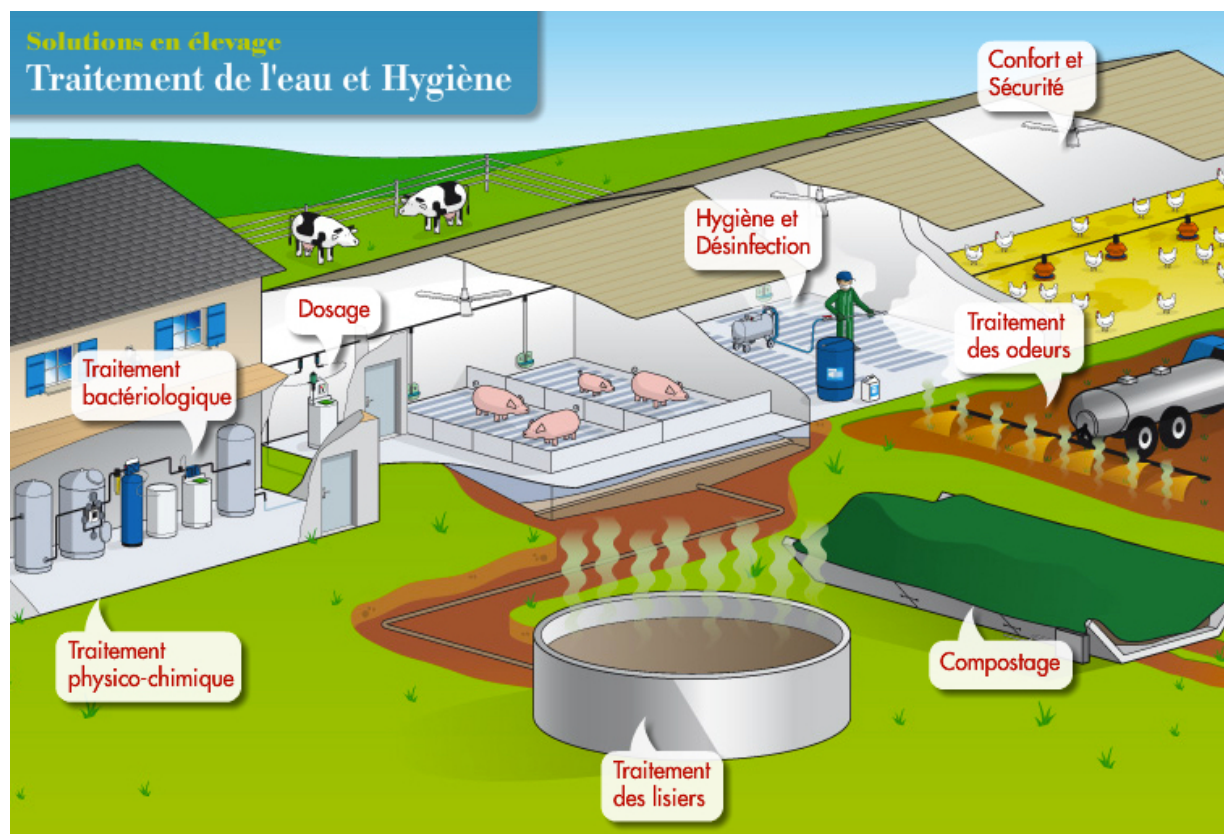 Solutions en élevage
Traitement de l'eau et Hygiène
Confort et
Sécurité
Hygiène et
Désinfection
Dosage
Traitement
des odeurs
Traitement
bactériologique
Traitement
physico-chimique
Compostage
Traitement
des lisiers